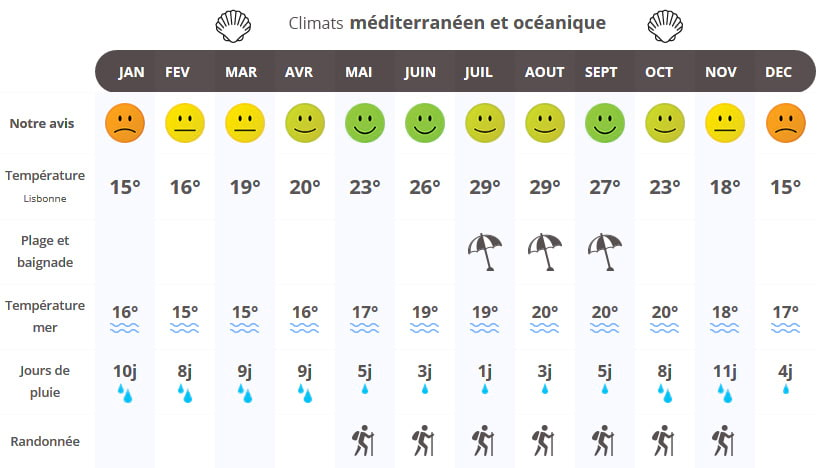 Climats méditerranéen et océanique
JAN FEV MAR AVR MAI JUIN JUIL AOUT SEPT OCT NOV DEC
Notre avis
Température
Lisbonne
15° 16° 19° 20° 23° 26° 29° 29° 27° 23° 18° 15°
Plage et
baignade
Température
mer
16° 15° 15° 16° 17° 19° 19° 20° 20° 20° 18° 17°
Jours de
pluie
10j 8j 9j 9j 5j 3j 1j 3j 5j 8j 11j 4j
Randonnée